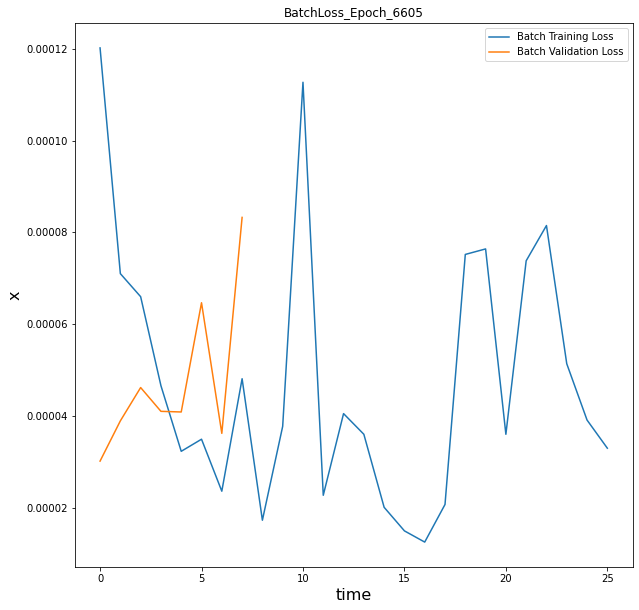 BatchLoss_Epoch_6605
Batch Training Loss
Batch Validation Loss
0.00012
0.00010
0.00008
0.00006
0.00004
0.00002
x
0 5 10 15 20 25
time